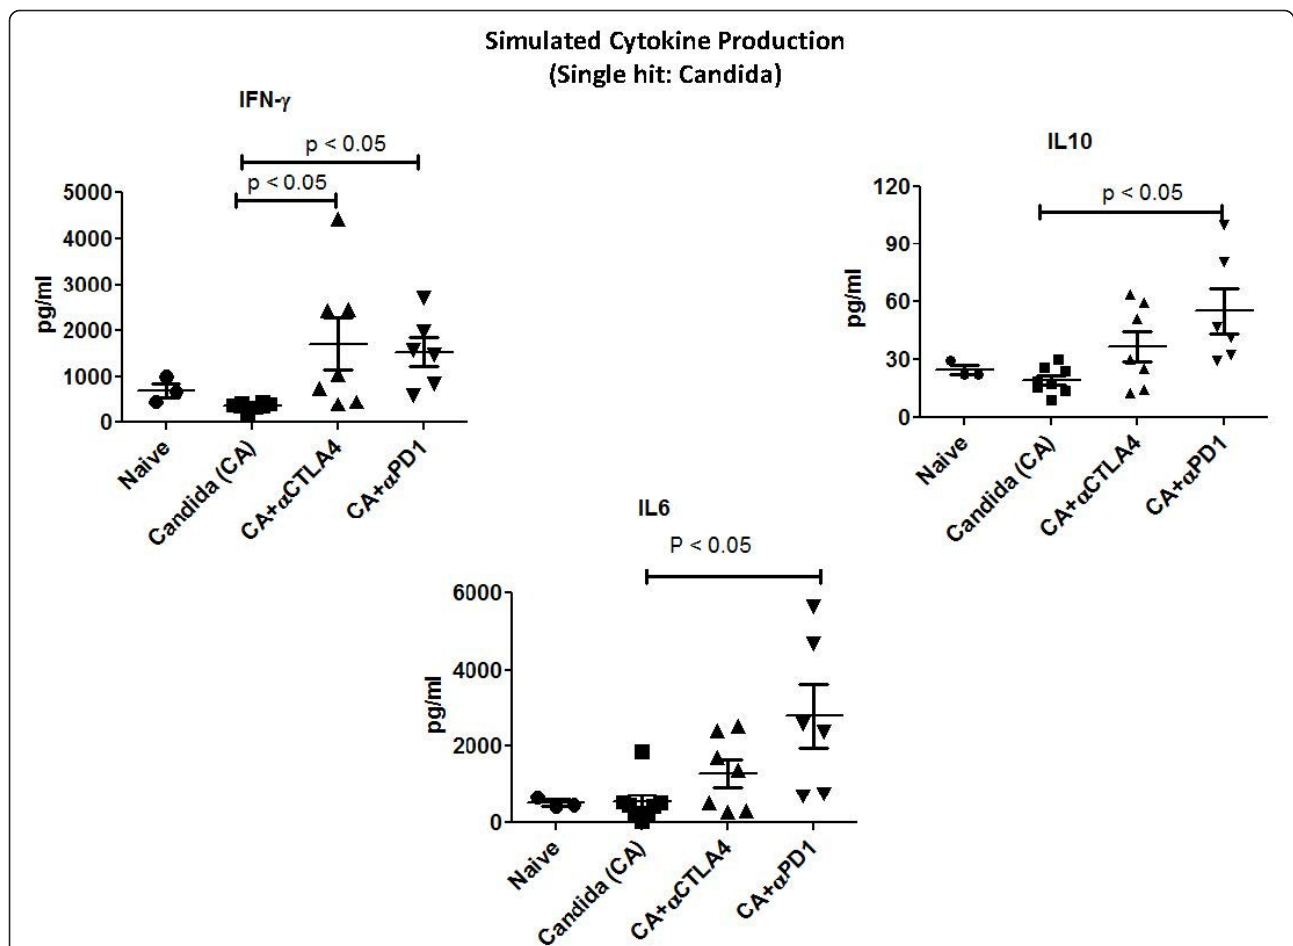 Simulated Cytokine Production
(Single hit: Candida)
IFN-γ
p < 0.05
p < 0.05
5000
4000
3000
2000
1000
0
pg/ml
Naive
Candida (CA)
CA+αCTLA4
CA+αPD1
IL10
p < 0.05
120
90
60
30
0
pg/ml
Naive
Candida (CA)
CA+αCTLA4
CA+αPD1
IL6
P < 0.05
6000
4000
2000
0
pg/ml
Naive
Candida (CA)
CA+αCTLA4
CA+αPD1